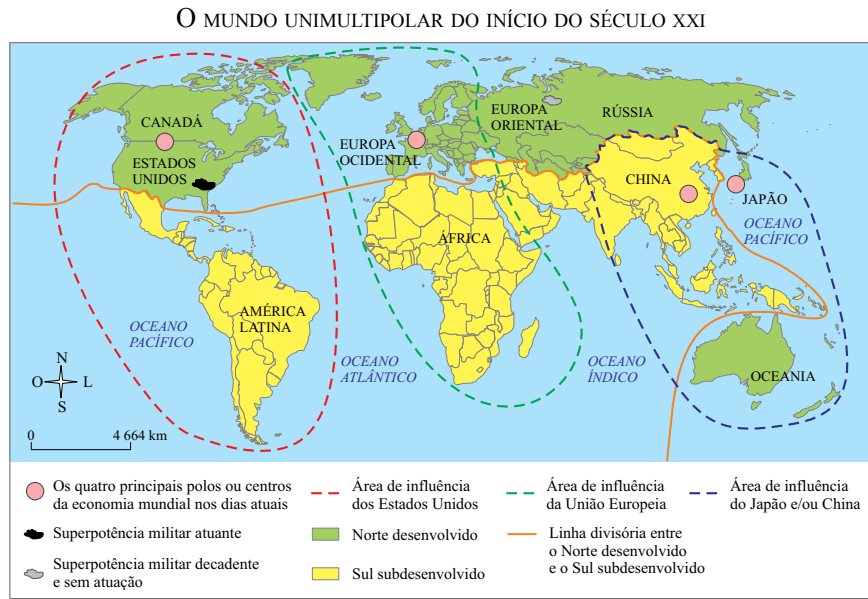 O MUNDO UNIMULTIPOLAR DO INÍCIO DO SÉCULO XXI
CANADÁ
ESTADOS
UNIDOS
EUROPA
OCIDENTAL
EUROPA
ORIENTAL
RÚSSIA
CHINA
JAPÃO
OCEANO
PACÍFICO
ÁFRICA
AMÉRICA
LATINA
OCEANO
PACÍFICO
OCEANO
ATLÂNTICO
OCEANO
ÍNDICO
OCEANIA
N
O L
S
0 4 664 km
Os quatro principais polos ou centros
da economia mundial nos dias atuais
Superpotência militar atuante
Superpotência militar decadente
e sem atuação
Área de influência
dos Estados Unidos
Norte desenvolvido
Sul subdesenvolvido
Área de influência
da União Europeia
Área de influência
do Japão e/ou China
Linha divisória entre
o Norte desenvolvido
e o Sul subdesenvolvido